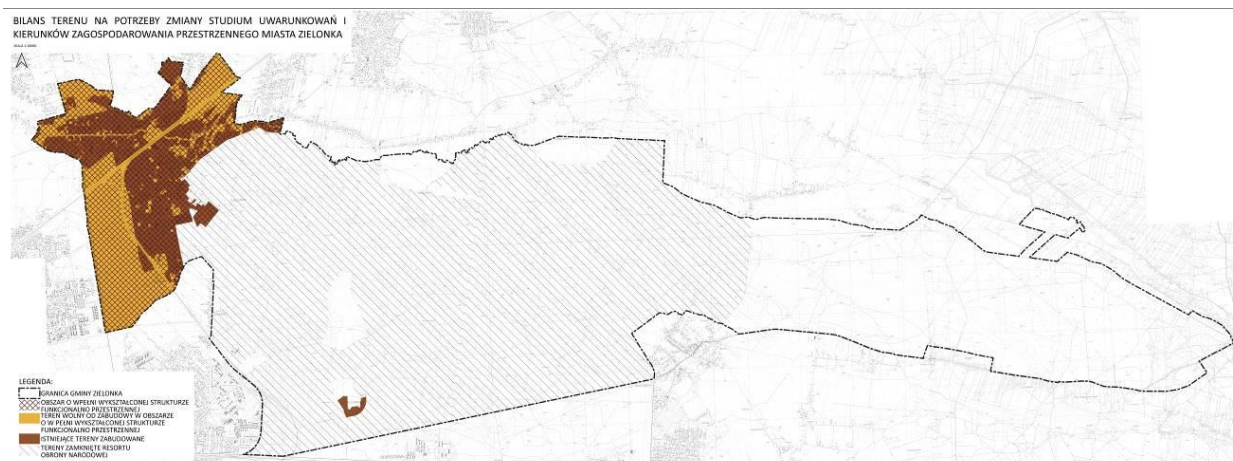 BILANS TERENU NA POTRZEBY ZMIANY STUDIUM UWARUNKOWAŃ I
KIERUNKÓW ZAGOSPODAROWANIA PRZESTRZENNEGO MIASTA ZIELONKA
LEGENDA:
GRANICA GMINY ZIELONKA
OBSZAR O WPEŁNI WYKSZTAŁCONEJ STRUKTURZE
FUNKCJONALNO PRZESTRZENNEJ
TEREN WOLNY OD ZABUDOWY W OBSZARZE
O W PEŁNI WYKSZTAŁCONEJ STRUKTURZE
FUNKCJONALNO PRZESTRZENNEJ
ISTNIEJĄCE TERENY ZABUDOWANE
TERENY ZAMKNIĘTE RESORTU
OBRONY NARODOWEJ